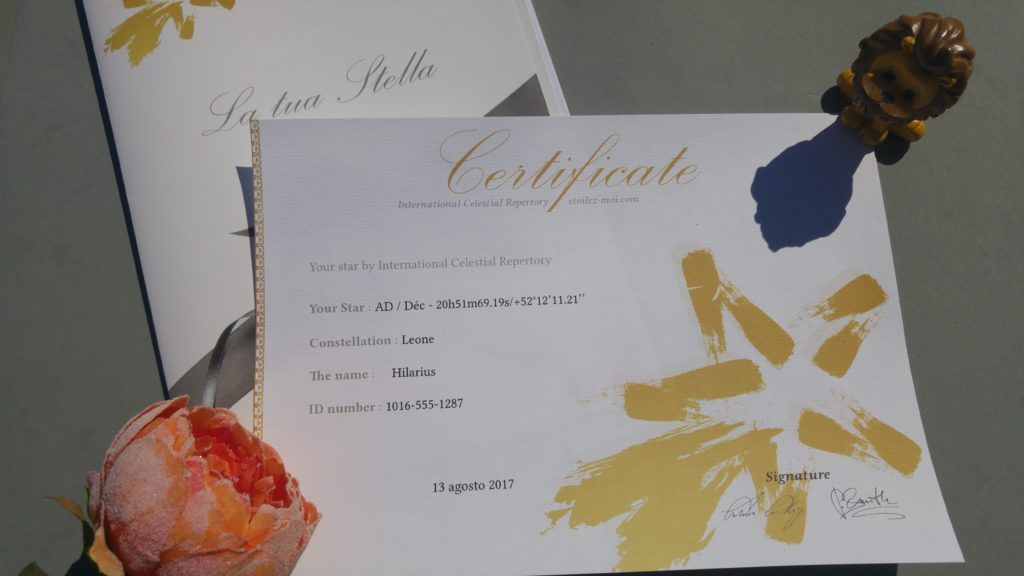 La tua Stella
Certificate
International Celestial Repertory / etoilez-moi.com
Your star by International Celestial Repertory
Your Star : AD / Déc - 20h51m69.19s/+52°12'11.21''
Constellation : Leone
The name : Hilarius
ID number : 1016-555-1287
13 agosto 2017
Signature